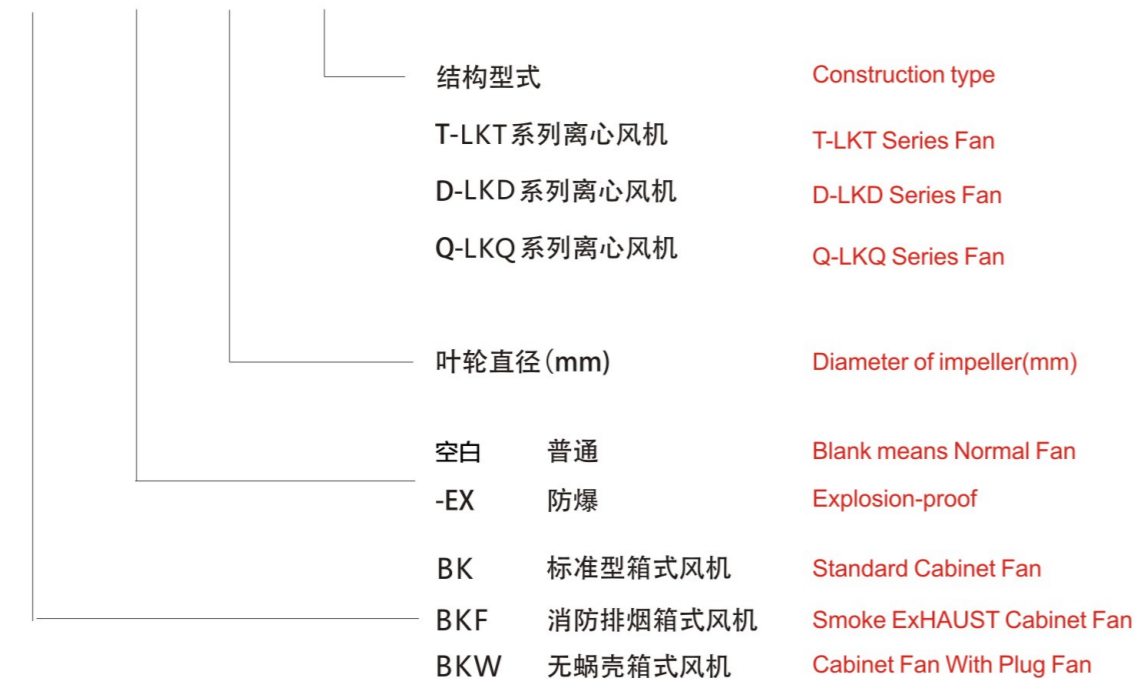 结构型式 Construction type
T-LKT系列离心风机 T-LKT Series Fan
D-LKD系列离心风机 D-LKD Series Fan
Q-LKQ系列离心风机 Q-LKQ Series Fan
叶轮直径(mm) Diameter of impeller(mm)
空白 普通 Blank means Normal Fan
-EX 防爆 Explosion-proof
BK 标准型箱式风机 Standard Cabinet Fan
BKF 消防排烟箱式风机 Smoke ExHAUST Cabinet Fan
BKW 无蜗壳箱式风机 Cabinet Fan With Plug Fan